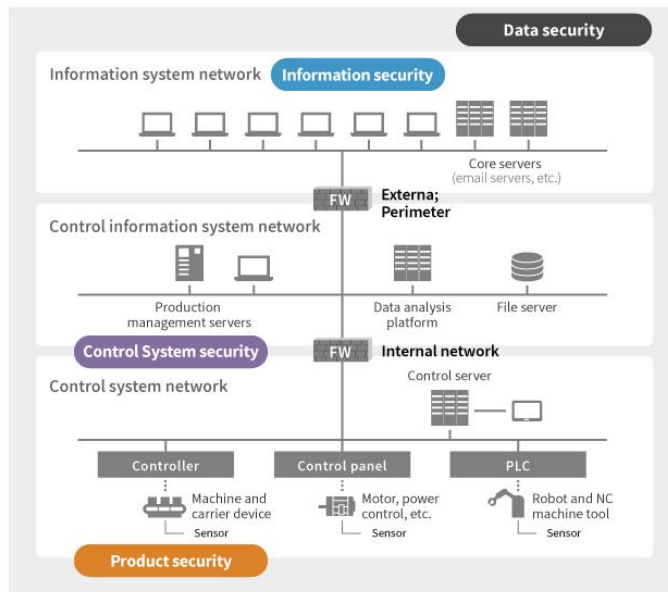 Data security
Information system network
Information security
Core servers
(email servers, etc.)
FW
Externa;
Perimeter
Control information system network
Production
management servers
Data analysis
platform
File server
Control System security
FW
Internal network
Control system network
Control server
Controller
Control panel
PLC
Machine and
carrier device
Sensor
Motor, power
control, etc.
Sensor
Robot and NC
machine tool
Sensor
Product security